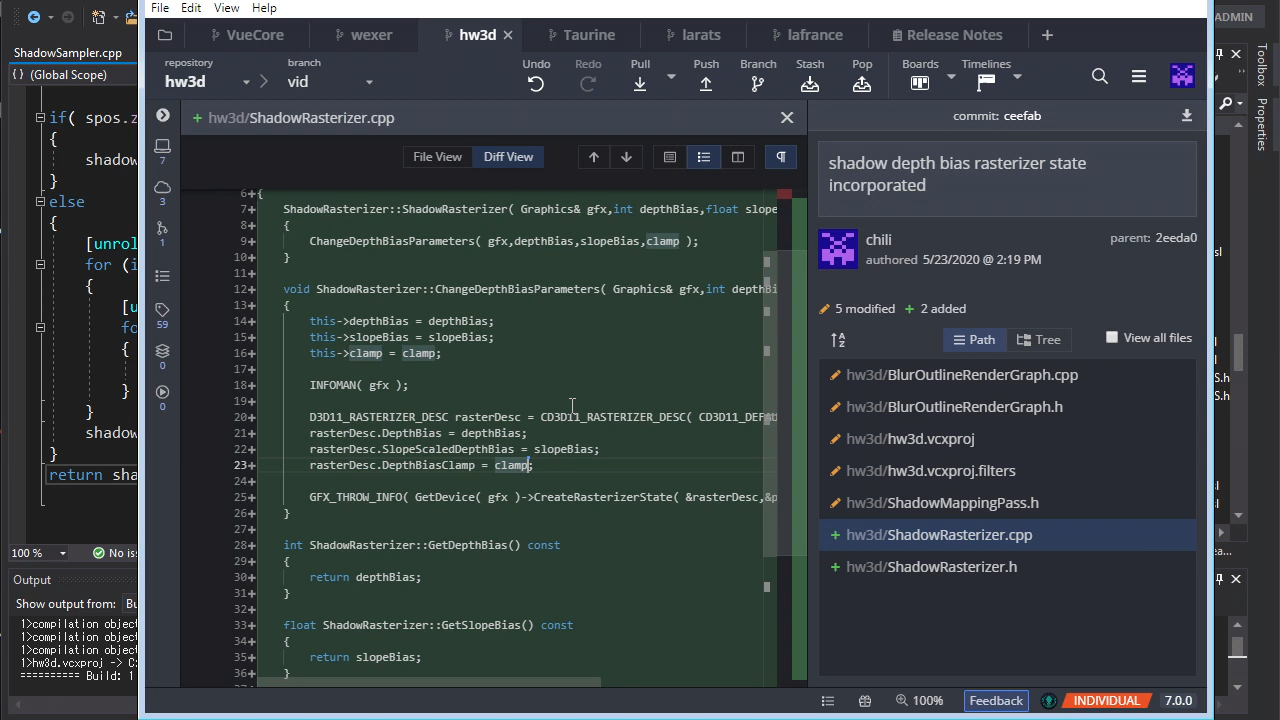 File Edit View Help
VueCore wexer hw3d Taurine larats lafrance Release Notes
ADMIN
ShadowSampler.cpp
(Global Scope)
repository
hw3d
branch
vid
Undo Redo Pull Push Branch Stash Pop Boards Timelines
Toolbox
Properties
+ hw3d/ShadowRasterizer.cpp
File View Diff View
commit: ceefab
shadow depth bias rasterizer state
incorporated
chili
authored 5/23/2020 @ 2:19 PM
parent: 2eeda0
5 modified + 2 added
Path Tree View all files
hw3d/BlurOutlineRenderGraph.cpp
hw3d/BlurOutlineRenderGraph.h
hw3d/hw3d.vcxproj
hw3d/hw3d.vcxproj.filters
hw3d/ShadowMappingPass.h
+ hw3d/ShadowRasterizer.cpp
+ hw3d/ShadowRasterizer.h
7
3
1
59
0
0
6+{
7+ ShadowRasterizer::ShadowRasterizer( Graphics& gfx,int depthBias,float slope
8+ {
9+ ChangeDepthBiasParameters( gfx,depthBias,slopeBias,clamp );
10+ }
11+
12+ void ShadowRasterizer::ChangeDepthBiasParameters( Graphics& gfx,int depthBi
13+ {
14+ this->depthBias = depthBias;
15+ this->slopeBias = slopeBias;
16+ this->clamp = clamp;
17+
18+ INFOMAN( gfx );
19+
20+ D3D11_RASTERIZER_DESC rasterDesc = CD3D11_RASTERIZER_DESC( CD3D11_DEFA
21+ rasterDesc.DepthBias = depthBias;
22+ rasterDesc.SlopeScaledDepthBias = slopeBias;
23+ rasterDesc.DepthBiasClamp = clamp;
24+
25+ GFX_THROW_INFO( GetDevice( gfx )->CreateRasterizerState( &rasterDesc,&p
26+ }
27+
28+ int ShadowRasterizer::GetDepthBias() const
29+ {
30+ return depthBias;
31+ }
32+
33+ float ShadowRasterizer::GetSlopeBias() const
34+ {
35+ return slopeBias;
36+ }
if( spos.z
{
shadow
}
else
{
[unrol
for (i
{
[u
fo
{
}
}
shadow
}
return sha
100 % No iss
Output
Show output from: Bu
1>compilation object
1>compilation object
1>compilation object
1>hw3d.vcxproj -> C:
========== Build: 1
100% Feedback INDIVIDUAL 7.0.0